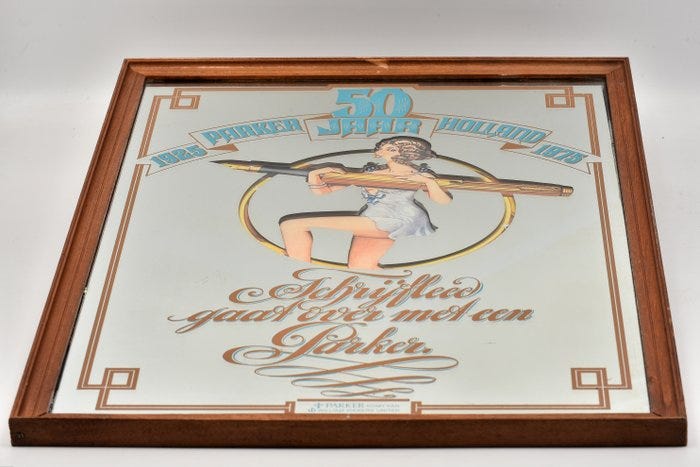 50
1925 PARKER JAAR HOLLAND 1975
Schrijfleed
gaat over met een
Parker.
PARKER